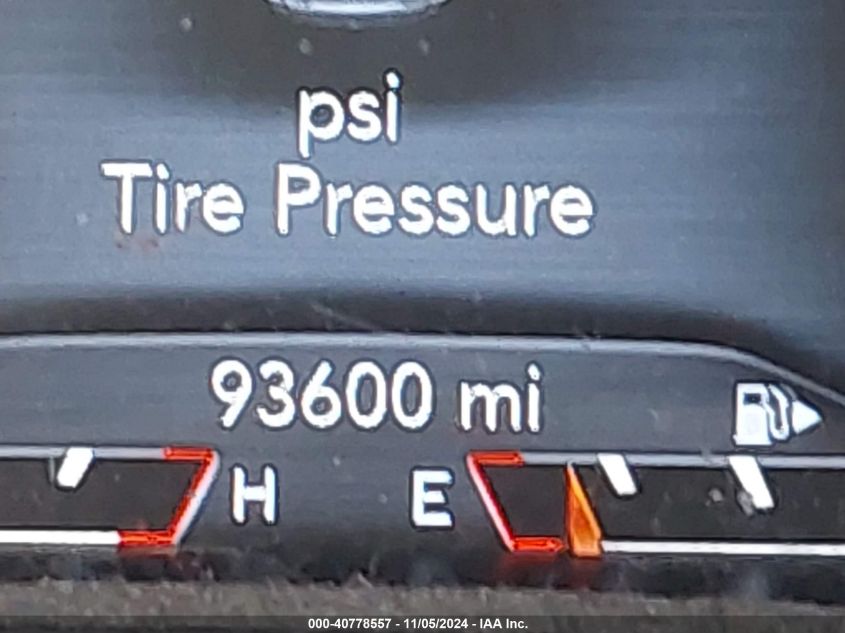 psi
Tire Pressure
93600 mi
H E
000-40778557 - 11/05/2024 - IAA Inc.